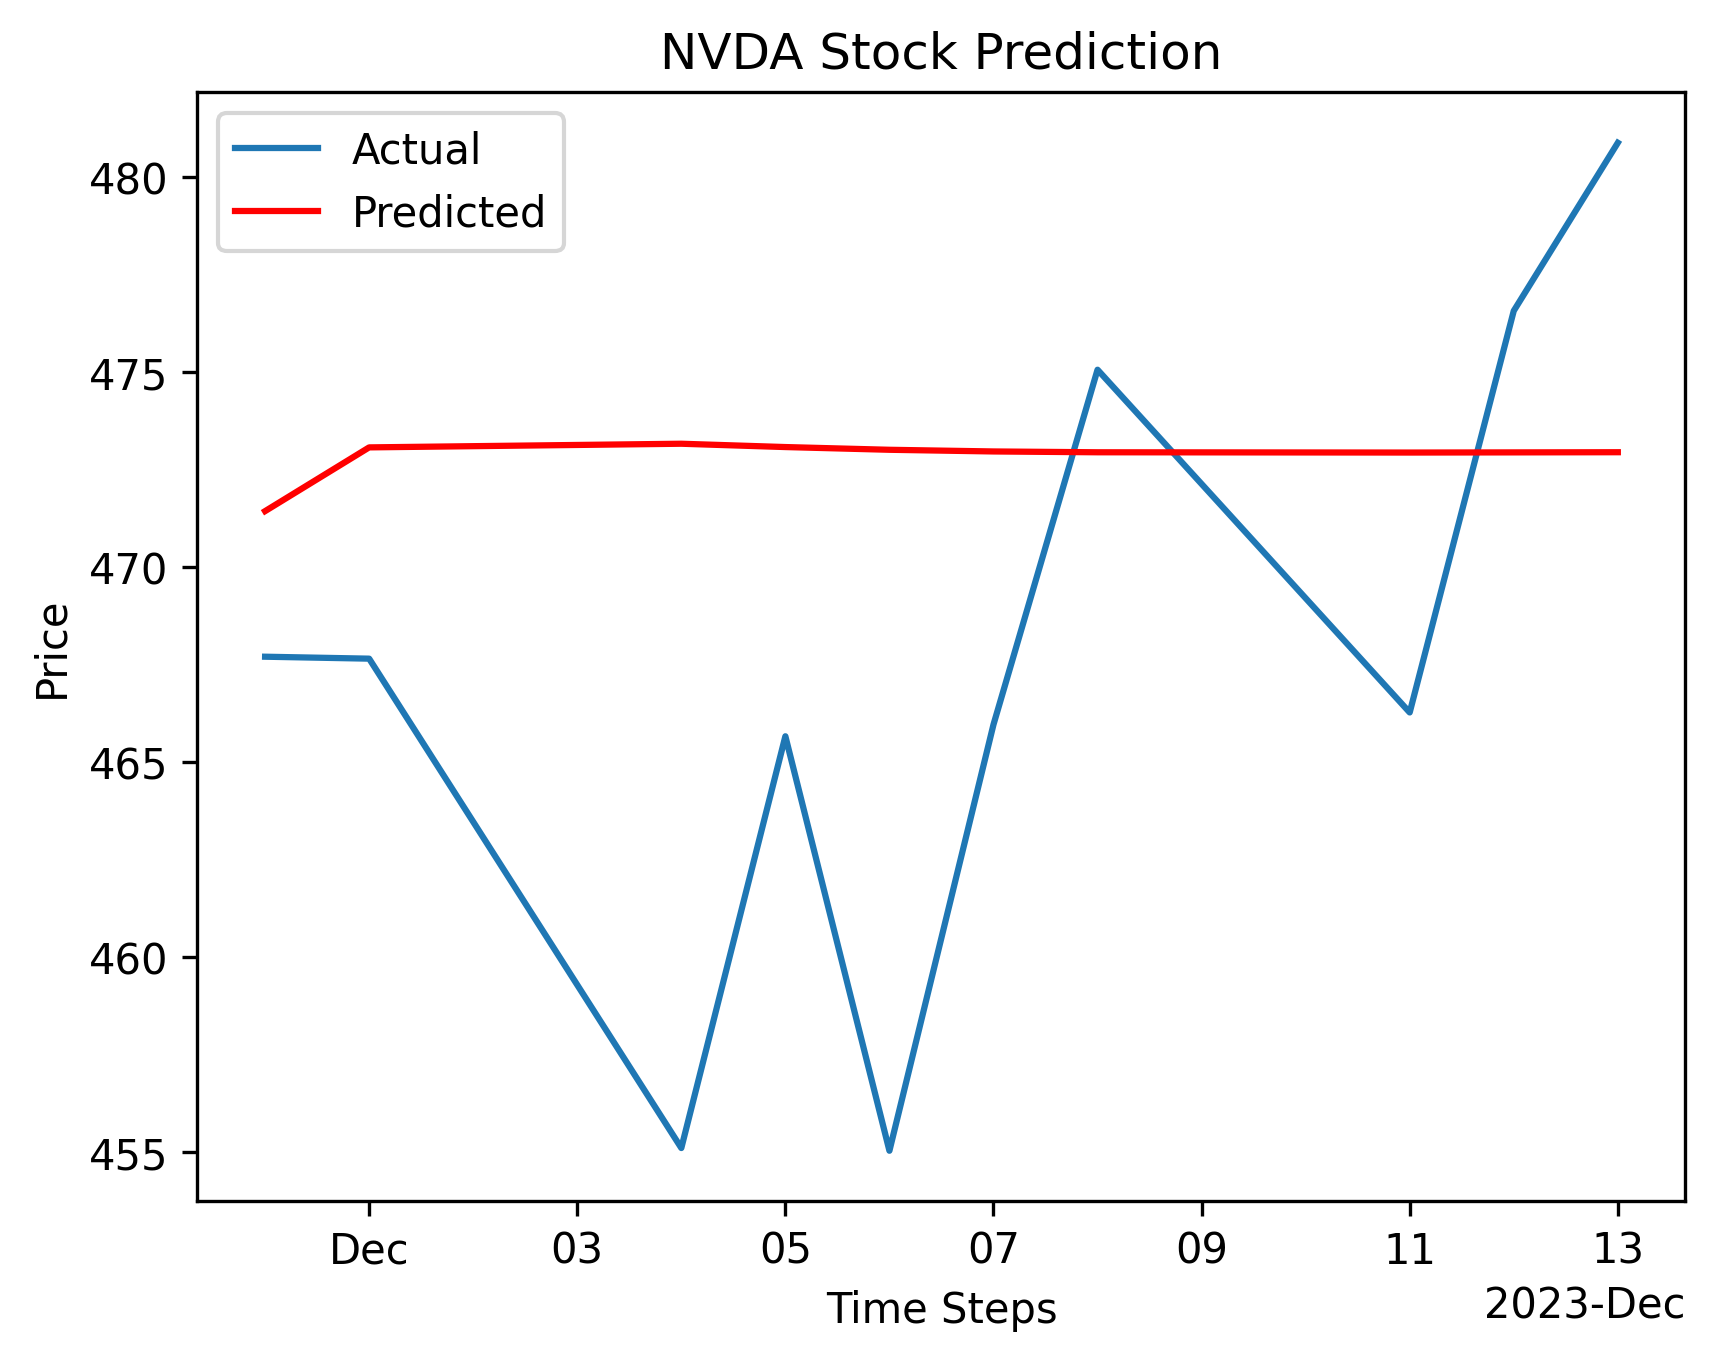 NVDA Stock Prediction
Actual
Predicted
480
475
470
465
460
455
Price
Dec 03 05 07 09 11 13
2023-Dec
Time Steps